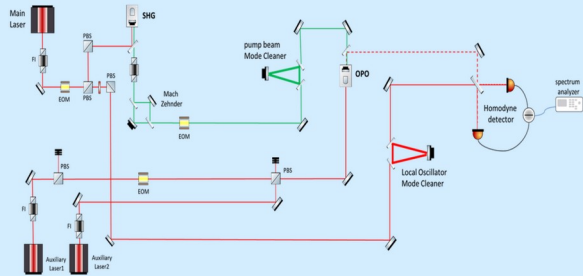 Main
Laser
SHG
FI
EOM
PBS
PBS
PBS
Mach
Zehnder
EOM
pump beam
Mode Cleaner
OPO
Homodyne
detector
spectrum
analyzer
Local Oscillator
Mode Cleaner
PBS
EOM
PBS
FI
FI
Auxiliary
Laser1
Auxiliary
Laser2